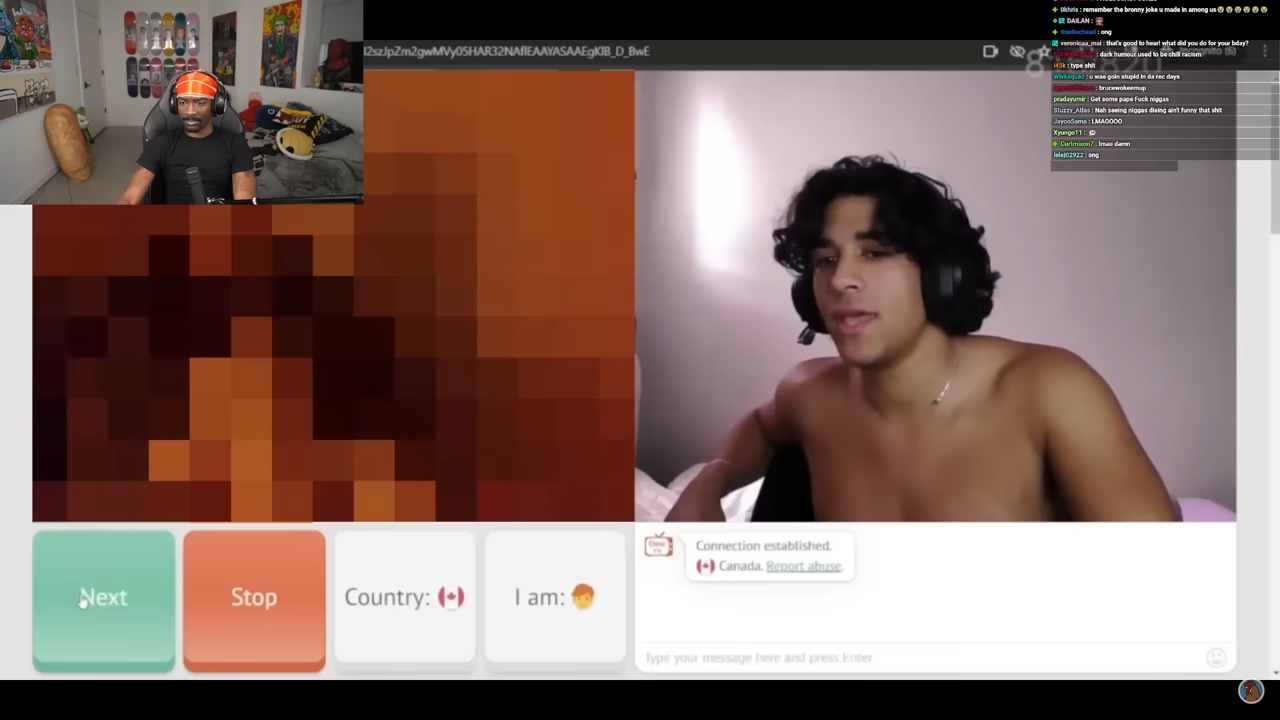 0khris : remember the bronny joke u made in among us😭😭😭😭😭😭
DAILAN :
tiredlochead : ong
veronicaa_mai : that's good to hear! what did you do for your bday?
: dark humour used to be chill racism
i45k : type shit
: u was goin stupid in da rec days
: brucewokeemup
pradayumir : Get some pape Fuck niggas
Stuzzy_Atlas : Nah seeing niggas dieing ain't funny that shit
JayooSama : LMAOOOO
Xyungo11 : 💬
Curtmixon7 : lmao damn
lelej02922 : ong
Connection established.
Canada. Report abuse.
Next
Stop
Country:
I am:
Type your message here and press Enter